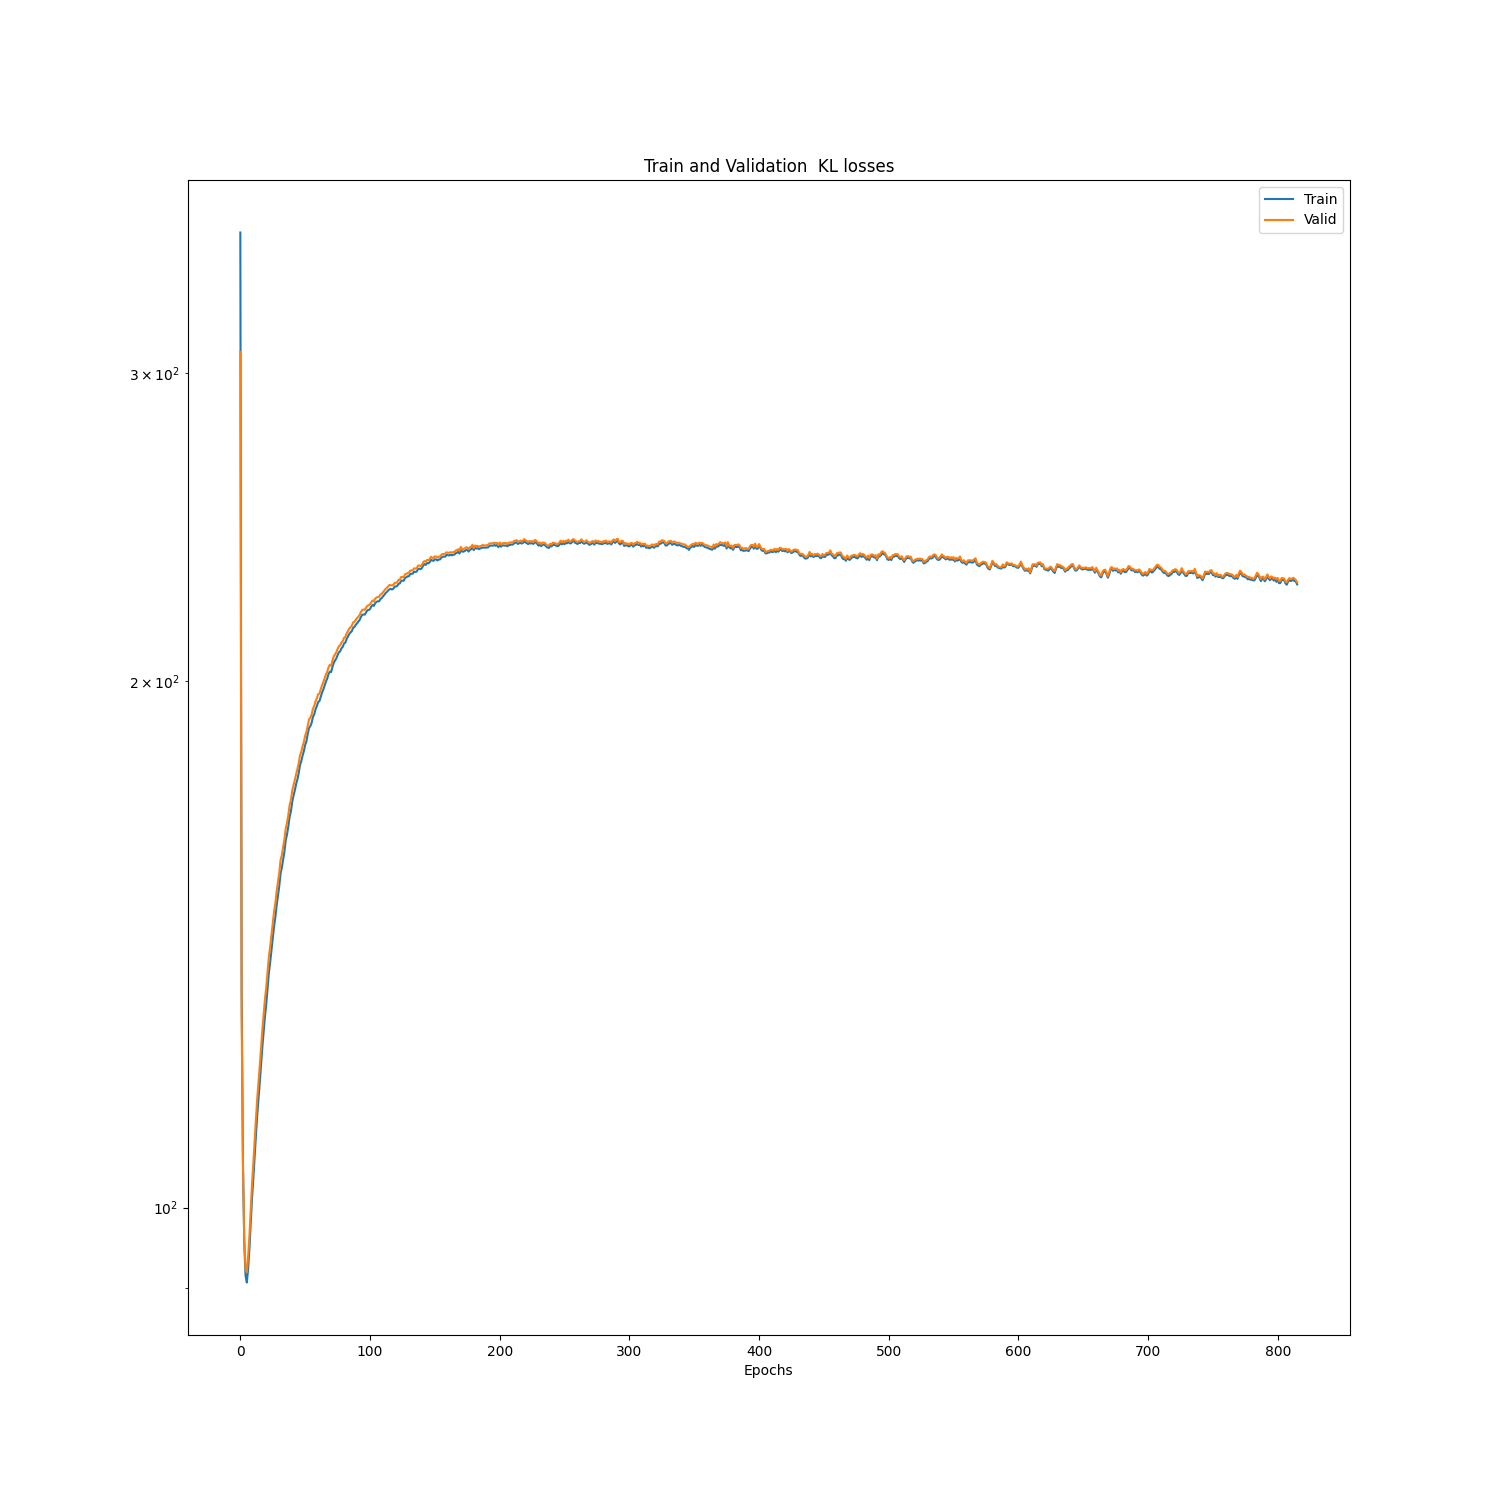 Train and Validation  KL losses
Train
Valid
3 × 10²
2 × 10²
10²
0 100 200 300 400 500 600 700 800
Epochs